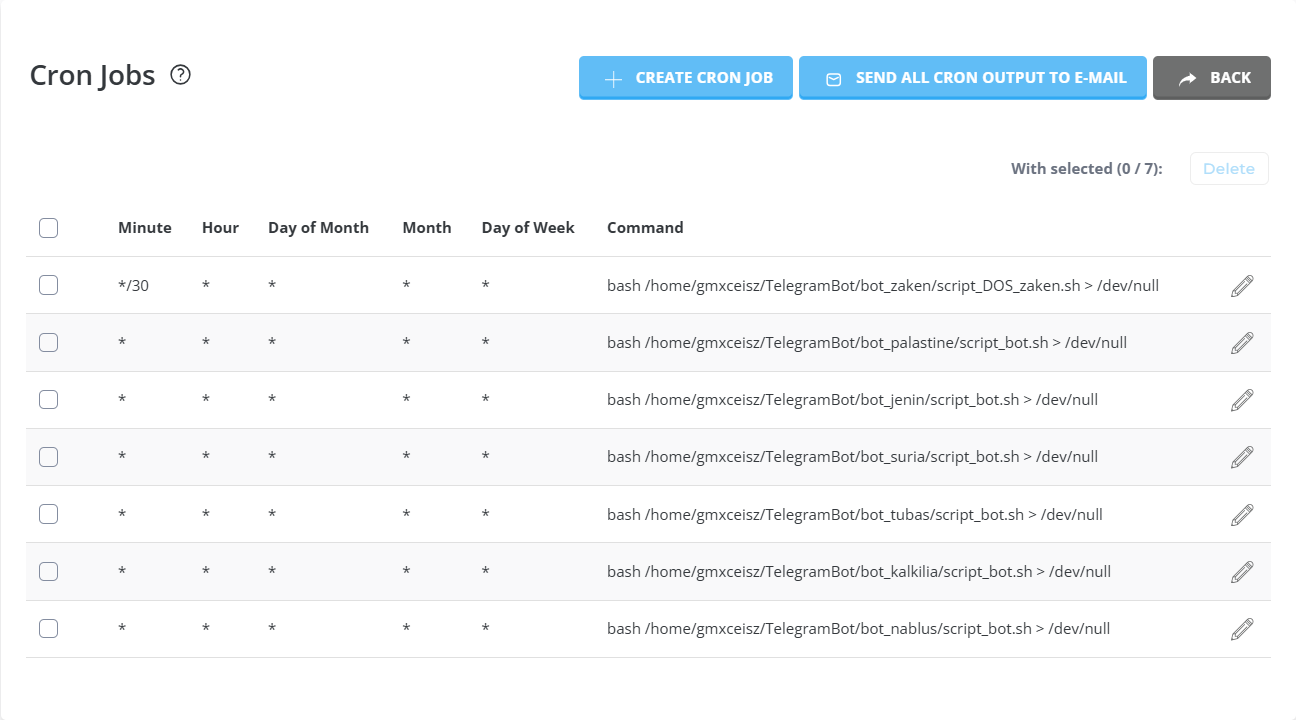 Cron Jobs ?
CREATE CRON JOB
SEND ALL CRON OUTPUT TO E-MAIL
BACK
With selected (0 / 7): Delete
Minute Hour Day of Month Month Day of Week Command
*/30 * * * * bash /home/gmxceisz/TelegramBot/bot_zaken/script_DOS_zaken.sh > /dev/null
* * * * * bash /home/gmxceisz/TelegramBot/bot_palastine/script_bot.sh > /dev/null
* * * * * bash /home/gmxceisz/TelegramBot/bot_jenin/script_bot.sh > /dev/null
* * * * * bash /home/gmxceisz/TelegramBot/bot_suria/script_bot.sh > /dev/null
* * * * * bash /home/gmxceisz/TelegramBot/bot_tubas/script_bot.sh > /dev/null
* * * * * bash /home/gmxceisz/TelegramBot/bot_kalkilia/script_bot.sh > /dev/null
* * * * * bash /home/gmxceisz/TelegramBot/bot_nablus/script_bot.sh > /dev/null